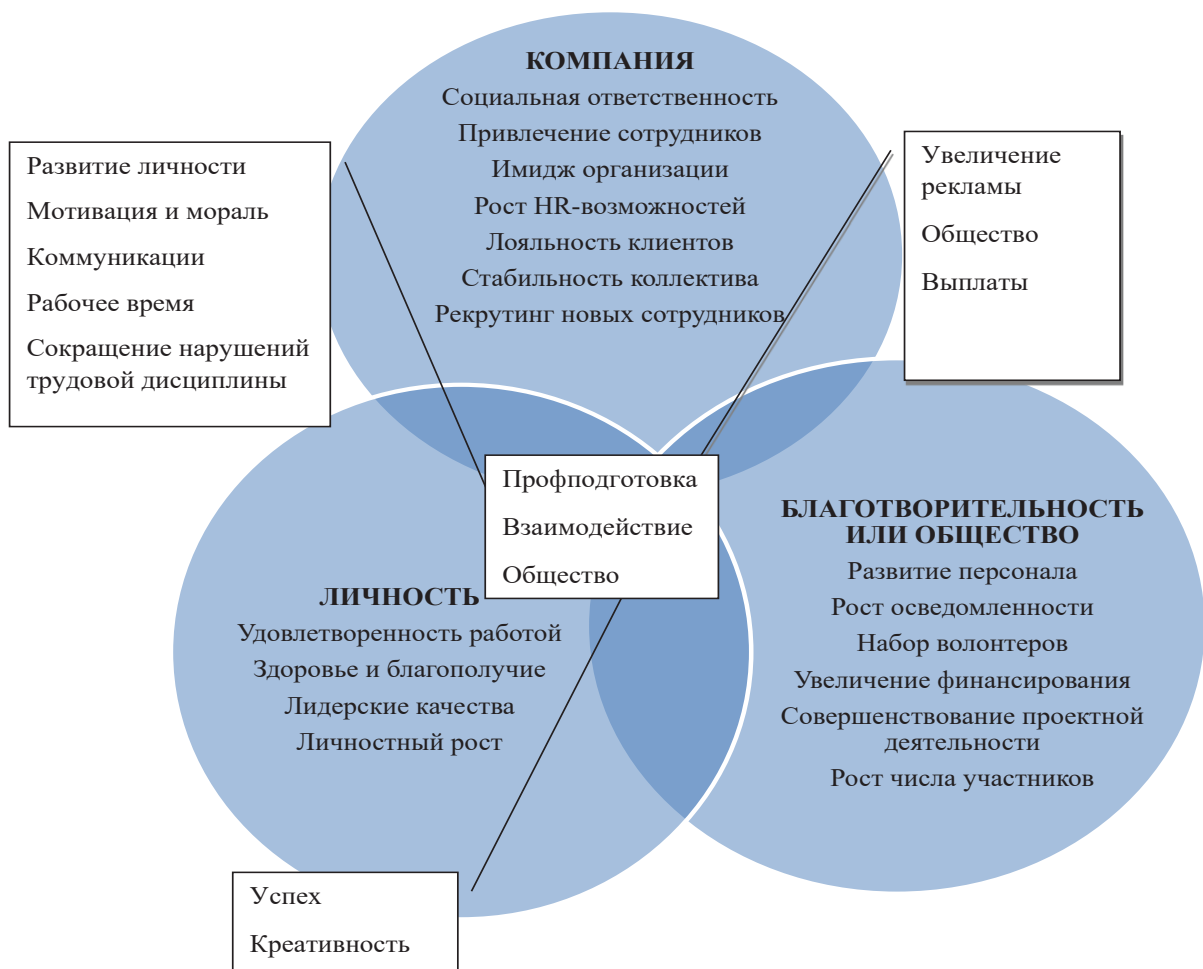 КОМПАНИЯ
Социальная ответственность
Привлечение сотрудников
Имидж организации
Рост HR-возможностей
Лояльность клиентов
Стабильность коллектива
Рекрутинг новых сотрудников
Развитие личности
Мотивация и мораль
Коммуникации
Рабочее время
Сокращение нарушений
трудовой дисциплины
Увеличение
рекламы
Общество
Выплаты
Профподготовка
Взаимодействие
Общество
ЛИЧНОСТЬ
Удовлетворенность работой
Здоровье и благополучие
Лидерские качества
Личностный рост
БЛАГОТВОРИТЕЛЬНОСТЬ
ИЛИ ОБЩЕСТВО
Развитие персонала
Рост осведомленности
Набор волонтеров
Увеличение финансирования
Совершенствование проектной
деятельности
Рост числа участников
Успех
Креативность